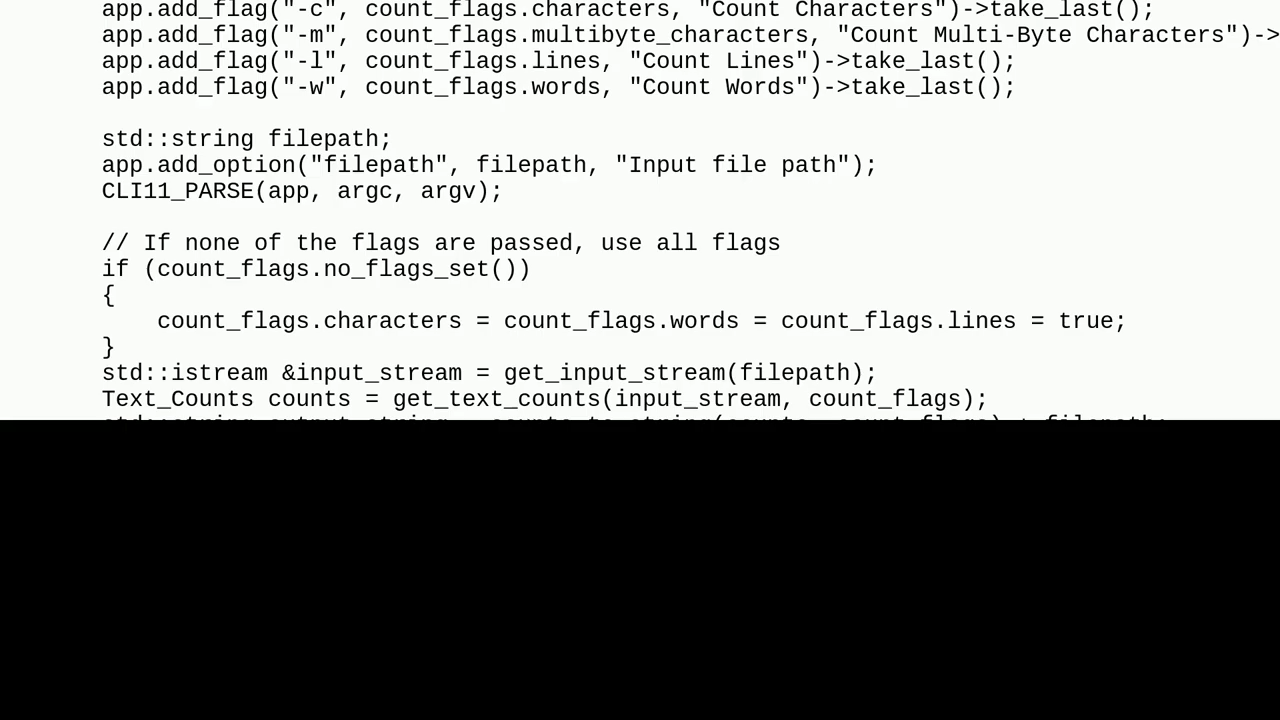 app.add_flag("-c", count_flags.characters, "Count Characters")->take_last();
app.add_flag("-m", count_flags.multibyte_characters, "Count Multi-Byte Characters")->
app.add_flag("-l", count_flags.lines, "Count Lines")->take_last();
app.add_flag("-w", count_flags.words, "Count Words")->take_last();
std::string filepath;
app.add_option("filepath", filepath, "Input file path");
CLI11_PARSE(app, argc, argv);
// If none of the flags are passed, use all flags
if (count_flags.no_flags_set())
{
count_flags.characters = count_flags.words = count_flags.lines = true;
}
std::istream &input_stream = get_input_stream(filepath);
Text_Counts counts = get_text_counts(input_stream, count_flags);